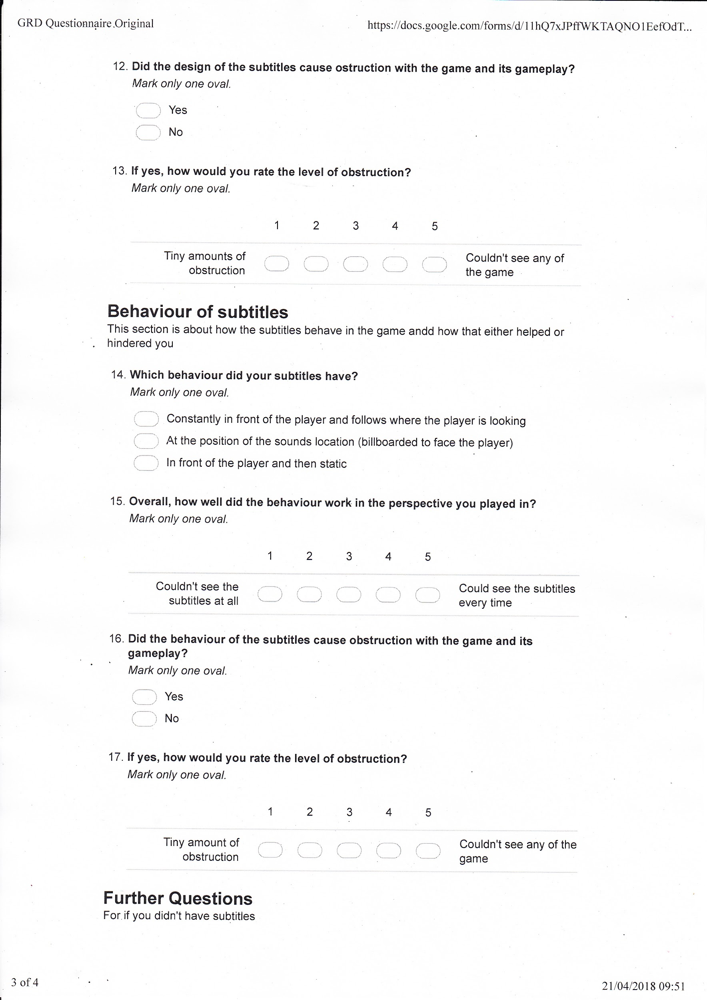 GRD Questionnaire.Original
https://docs.google.com/forms/d/11hQ7xJPffWKTAQNO1EefOdT...
12. Did the design of the subtitles cause ostruction with the game and its gameplay?
Mark only one oval.
Yes
No
13. If yes, how would you rate the level of obstruction?
Mark only one oval.
1 2 3 4 5
Tiny amounts of
obstruction
Couldn't see any of
the game
Behaviour of subtitles
This section is about how the subtitles behave in the game andd how that either helped or
hindered you
14. Which behaviour did your subtitles have?
Mark only one oval.
Constantly in front of the player and follows where the player is looking
At the position of the sounds location (billboarded to face the player)
In front of the player and then static
15. Overall, how well did the behaviour work in the perspective you played in?
Mark only one oval.
1 2 3 4 5
Couldn't see the
subtitles at all
Could see the subtitles
every time
16. Did the behaviour of the subtitles cause obstruction with the game and its
gameplay?
Mark only one oval.
Yes
No
17. If yes, how would you rate the level of obstruction?
Mark only one oval.
1 2 3 4 5
Tiny amount of
obstruction
Couldn't see any of the
game
Further Questions
For if you didn't have subtitles
3 of 4
21/04/2018 09:51